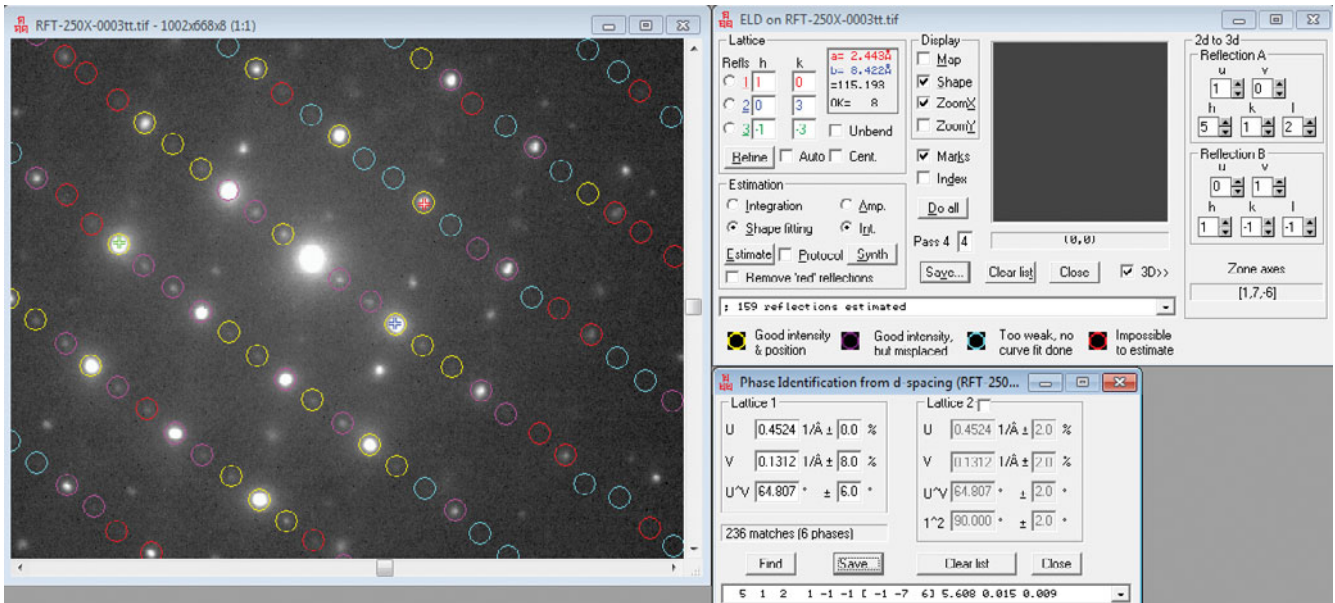 RFT-250X-0003tt.tif - 1002x668x8 (1:1)
ELD on RFT-250X-0003tt.tif
Lattice
Refls h k
1 1 0
2 0 3
3 -1 -3
a= 2.443Å
b= 8.422Å
=115.193
OK= 8
Unbend
Refine Auto Cent.
Estimation
Integration Amp.
Shape fitting Int.
Estimate Protocol Synth
Remove 'red' reflections
Display
Map
Shape
ZoomX
ZoomY
Marks
Index
Do all
Pass 4 4
(0,0)
Save... Clear list Close 3D>>
2d to 3d
Reflection A
u v
1 0
h k l
5 1 2
Reflection B
u v
0 1
h k l
1 -1 -1
Zone axes
[1,7,-6]
; 159 reflections estimated
Good intensity & position
Good intensity, but misplaced
Too weak, no curve fit done
Impossible to estimate
Phase Identification from d-spacing (RFT-250...
Lattice 1
U 0.4524 1/Å ± 0.0 %
V 0.1312 1/Å ± 8.0 %
U^V 64.807 ° ± 6.0 °
236 matches (6 phases)
Lattice 2
U 0.4524 1/Å ± 2.0 %
V 0.1312 1/Å ± 2.0 %
U^V 64.807 ° ± 2.0 °
1^2 90.000 ° ± 2.0 °
Find Save... Clear list Close
5 1 2 1 -1 -1 [ -1 -7 6] 5.608 0.015 0.009